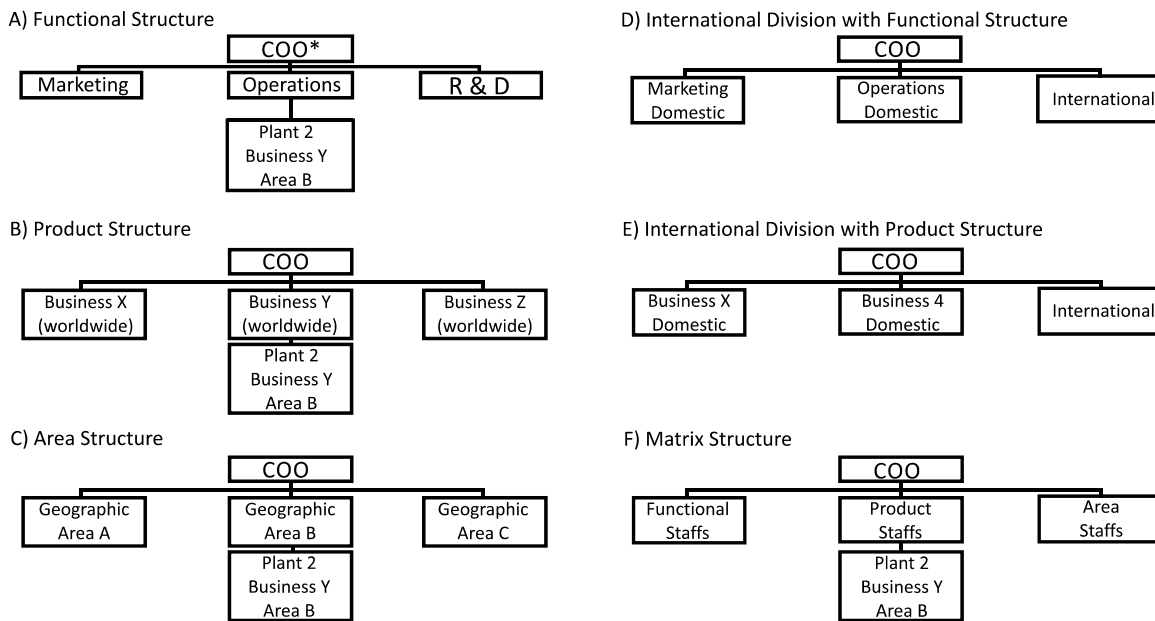 A) Functional Structure
COO*
Marketing
Operations
R & D
Plant 2
Business Y
Area B
B) Product Structure
COO
Business X
(worldwide)
Business Y
(worldwide)
Business Z
(worldwide)
Plant 2
Business Y
Area B
C) Area Structure
COO
Geographic
Area A
Geographic
Area B
Geographic
Area C
Plant 2
Business Y
Area B
D) International Division with Functional Structure
COO
Marketing
Domestic
Operations
Domestic
International
E) International Division with Product Structure
COO
Business X
Domestic
Business 4
Domestic
International
F) Matrix Structure
COO
Functional
Staffs
Product
Staffs
Area
Staffs
Plant 2
Business Y
Area B